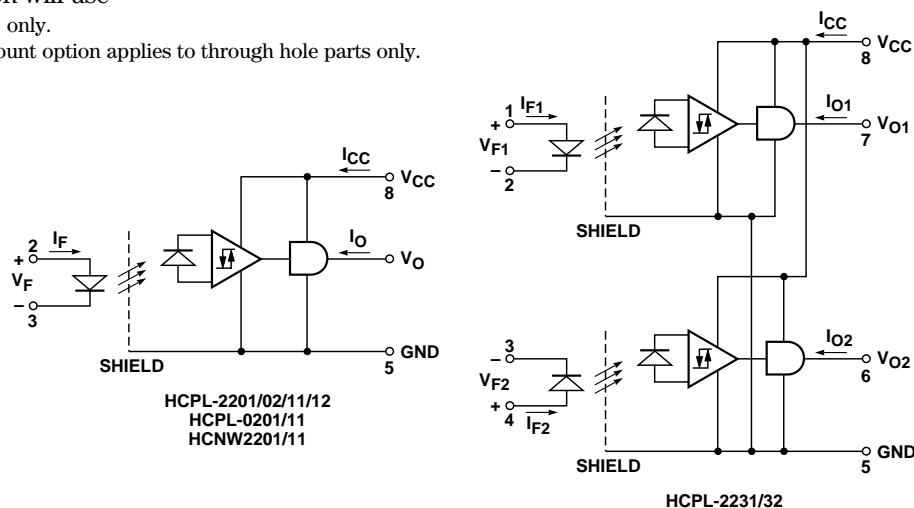 only.
ount option applies to through hole parts only.
ICC
VCC
8
1
IF1
+
VF1
–
2
IO1
VO1
7
SHIELD
ICC
VCC
8
2
IF
+
VF
–
3
IO
VO
SHIELD
GND
5
HCPL-2201/02/11/12
HCPL-0201/11
HCNW2201/11
3
–
VF2
+
4
IF2
IO2
VO2
6
SHIELD
GND
5
HCPL-2231/32